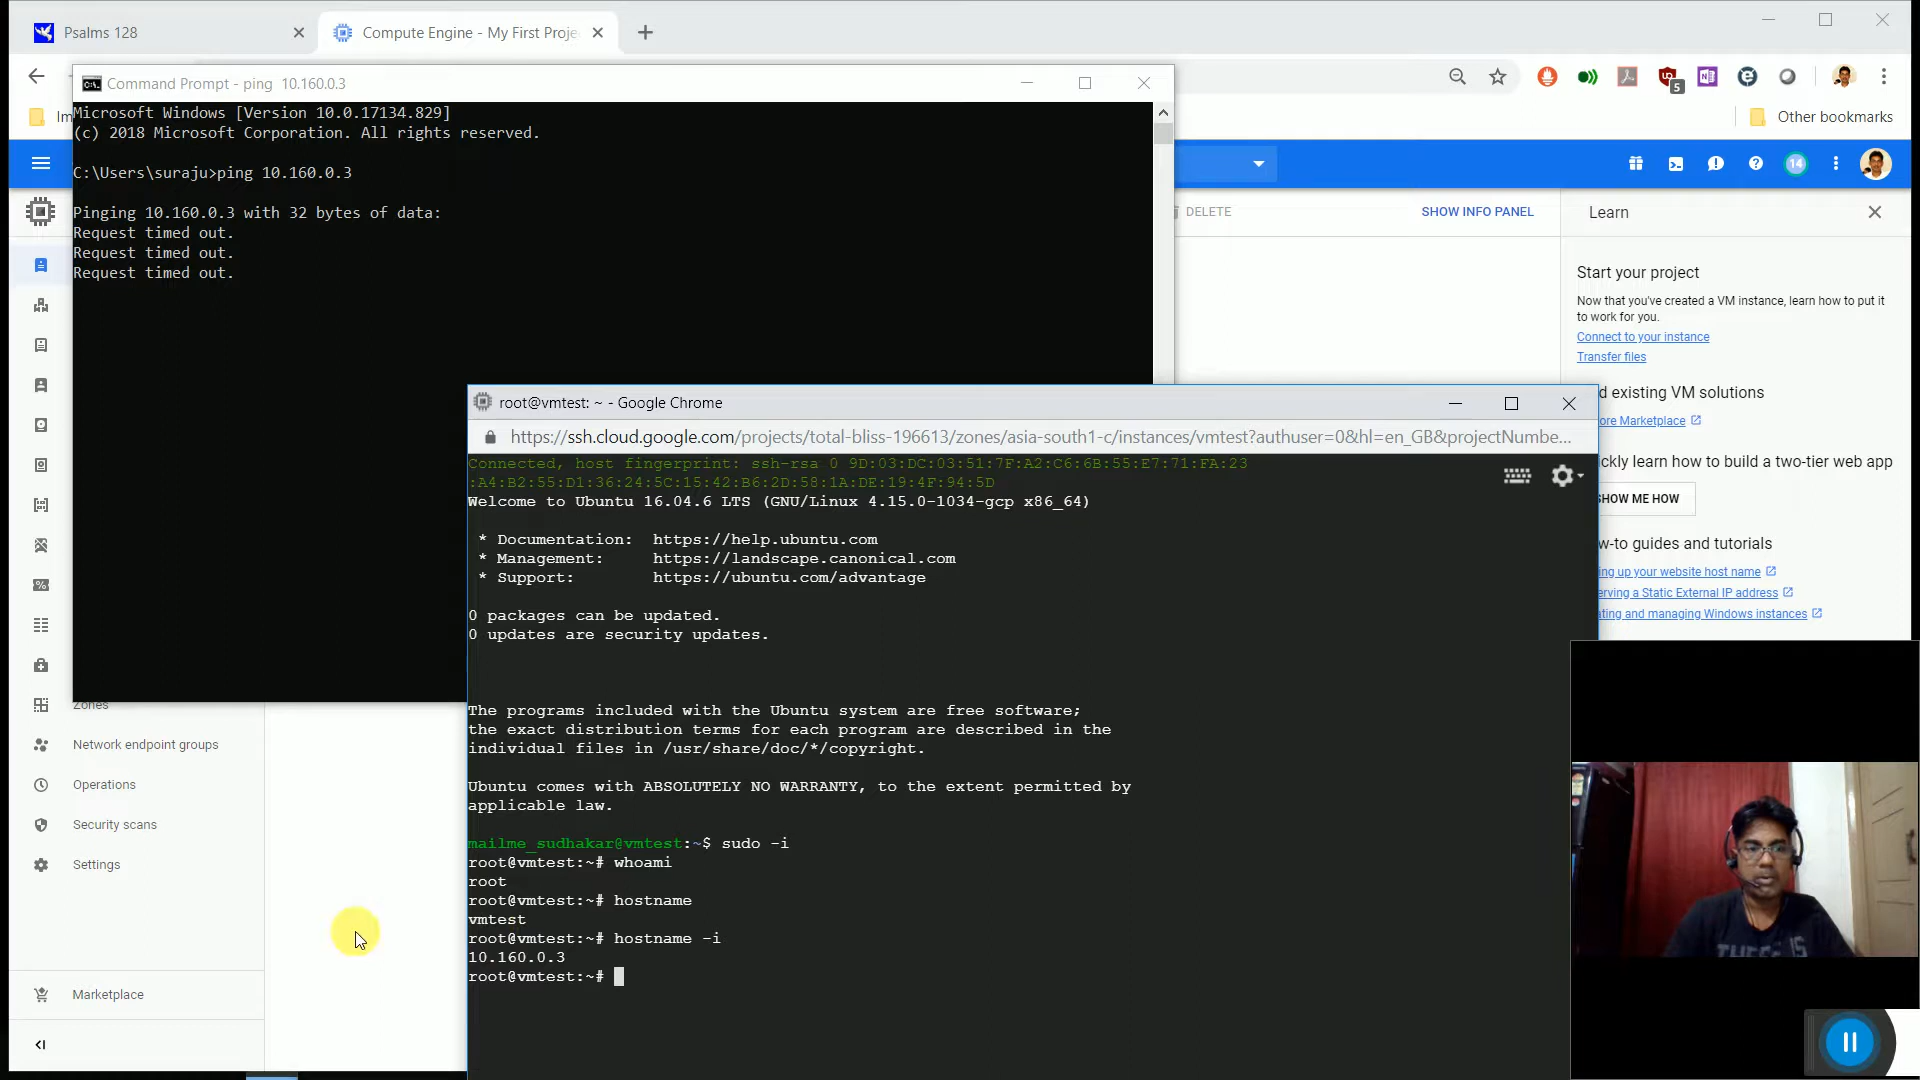 Psalms 128
Compute Engine - My First Proje
Command Prompt - ping 10.160.0.3
Im
5
Other bookmarks
Microsoft Windows [Version 10.0.17134.829]
(c) 2018 Microsoft Corporation. All rights reserved.
C:\Users\suraju>ping 10.160.0.3
Pinging 10.160.0.3 with 32 bytes of data:
Request timed out.
Request timed out.
Request timed out.
14
DELETE
SHOW INFO PANEL
Learn
Start your project
Now that you've created a VM instance, learn how to put it
to work for you.
Connect to your instance
Transfer files
d existing VM solutions
ore Marketplace
ckly learn how to build a two-tier web app
SHOW ME HOW
w-to guides and tutorials
ing up your website host name
erving a Static External IP address
ating and managing Windows instances
root@vmtest: ~ - Google Chrome
https://ssh.cloud.google.com/projects/total-bliss-196613/zones/asia-south1-c/instances/vmtest?authuser=0&hl=en_GB&projectNumbe...
Connected, host fingerprint: ssh-rsa 0 9D:03:DC:03:51:7F:A2:C6:6B:55:E7:71:FA:23
:A4:B2:55:D1:36:24:5C:15:42:B6:2D:58:1A:DE:19:4F:94:5D
Welcome to Ubuntu 16.04.6 LTS (GNU/Linux 4.15.0-1034-gcp x86_64)
* Documentation: https://help.ubuntu.com
* Management: https://landscape.canonical.com
* Support: https://ubuntu.com/advantage
0 packages can be updated.
0 updates are security updates.
The programs included with the Ubuntu system are free software;
the exact distribution terms for each program are described in the
individual files in /usr/share/doc/*/copyright.
Ubuntu comes with ABSOLUTELY NO WARRANTY, to the extent permitted by
applicable law.
mailme_sudhakar@vmtest:~$ sudo -i
root@vmtest:~# whoami
root
root@vmtest:~# hostname
vmtest
root@vmtest:~# hostname -i
10.160.0.3
root@vmtest:~#
Zones
Network endpoint groups
Operations
Security scans
Settings
Marketplace